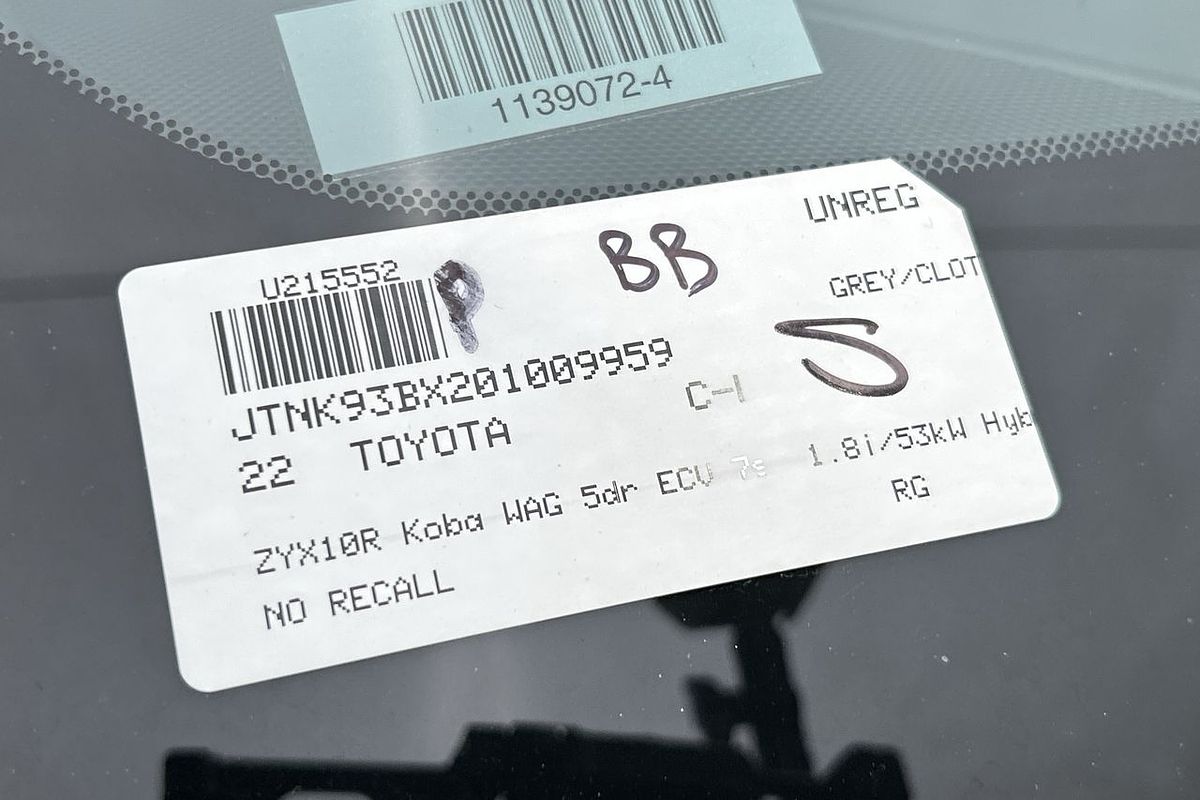 1139072-4
UNREG
BB
U215552 P
GREY/CLOT
JTNK93BX201009959
S
22 TOYOTA C-
ZYX10R Koba WAG 5dr ECV 7s 1.8i/53kW Hyb
RG
NO RECALL